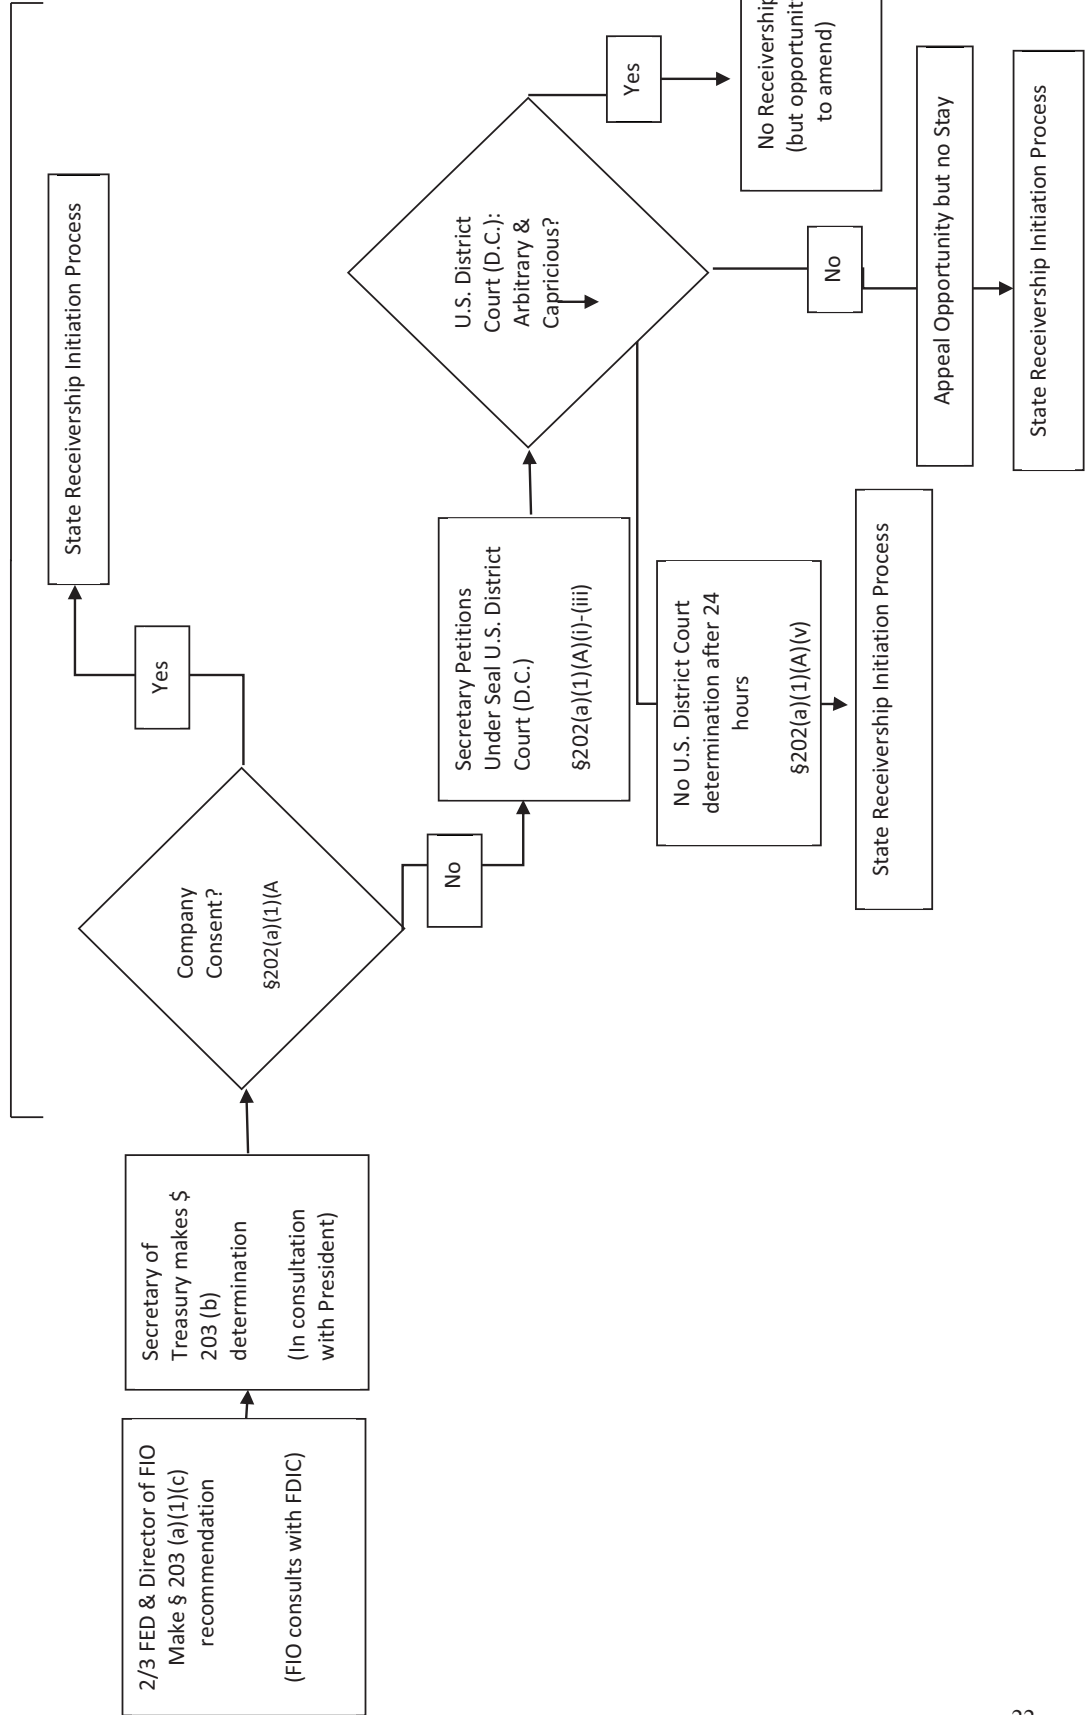 2/3 FED & Director of FIO
Make § 203 (a)(1)(c)
recommendation
(FIO consults with FDIC)
Secretary of
Treasury makes $
203 (b)
determination
(In consultation
with President)
Company
Consent?
§202(a)(1)(A
Yes
State Receivership Initiation Process
No
Secretary Petitions
Under Seal U.S. District
Court (D.C.)
§202(a)(1)(A)(i)-(iii)
U.S. District
Court (D.C.):
Arbitrary &
Capricious?
Yes
No Receivership
(but opportunit
to amend)
No
Appeal Opportunity but no Stay
State Receivership Initiation Process
No U.S. District Court
determination after 24
hours
§202(a)(1)(A)(v)
State Receivership Initiation Process